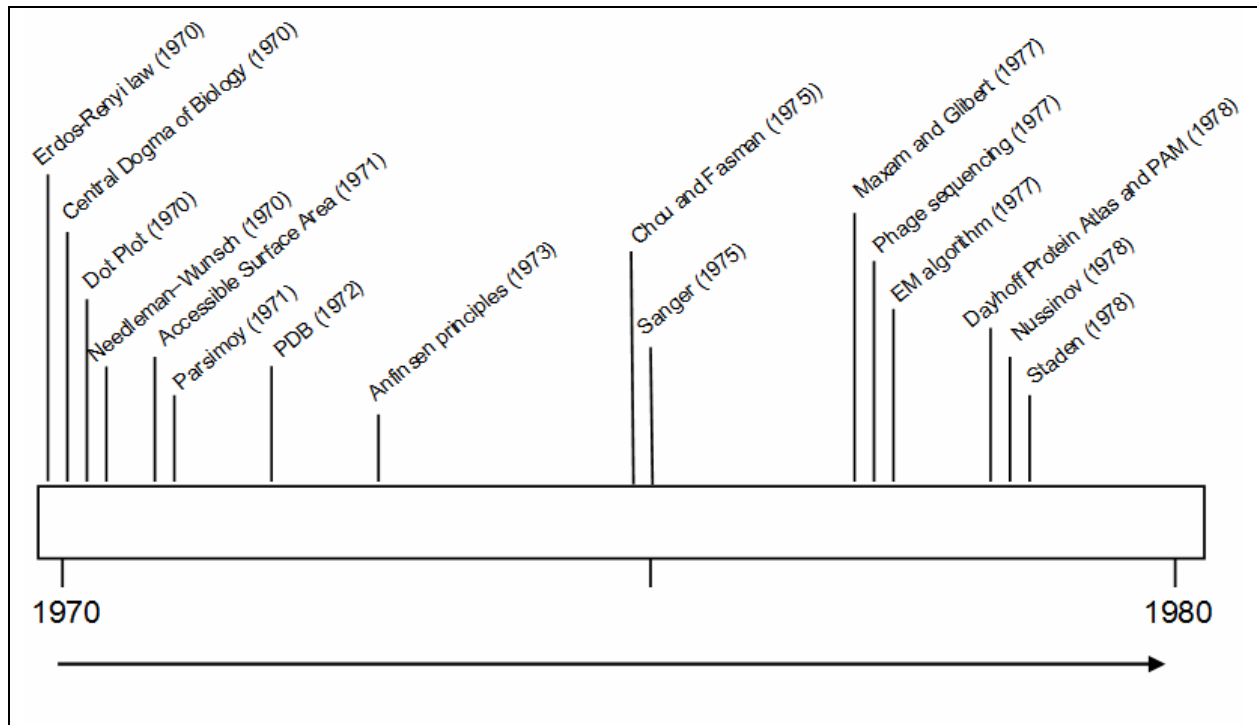 Erdos-Renyi law (1970)
Central Dogma of Biology (1970)
Dot Plot (1970)
Needleman–Wunsch (1970)
Accessible Surface Area (1971)
Parsimoy (1971)
PDB (1972)
Anfinsen principles (1973)
Chou and Fasman (1975))
Sanger (1975)
Maxam and Gilbert (1977)
Phage sequencing (1977)
EM algorithm (1977)
Dayhoff Protein Atlas and PAM (1978)
Nussinov (1978)
Staden (1978)
1970
1980